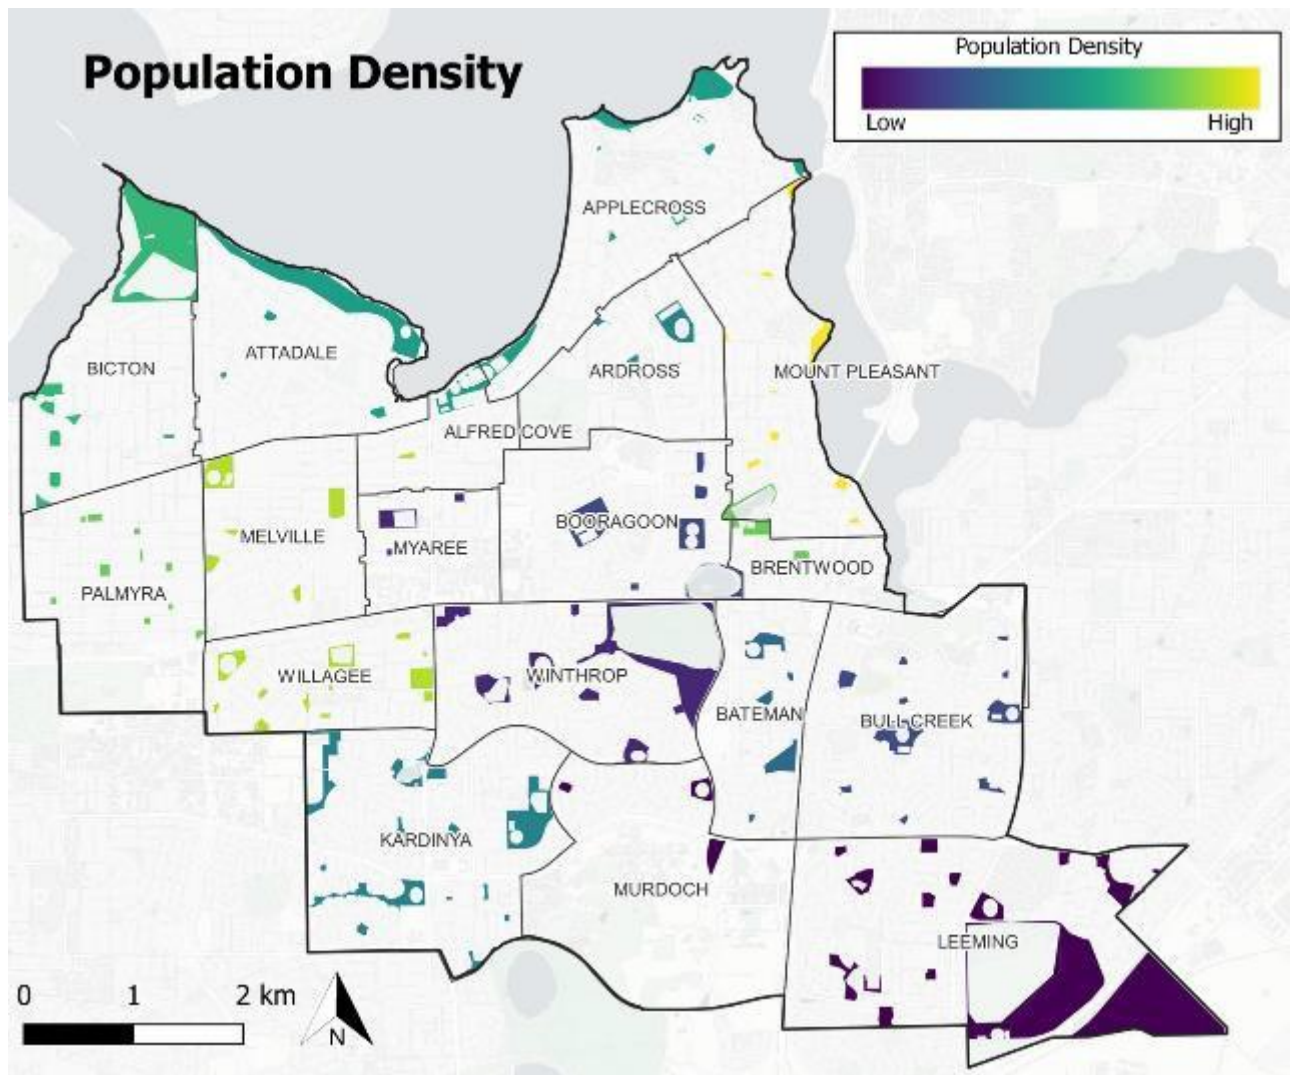 Population Density
Population Density
Low High
APPLECROSS
BICTON
ATTADALE
ARDROSS
MOUNT PLEASANT
ALFRED COVE
MELVILLE
MYAREE
BOORAGOON
BRENTWOOD
PALMYRA
WILLAGEE
WINTHROP
BATEMAN
BULL CREEK
KARDINYA
MURDOCH
LEEMING
0 1 2 km
N